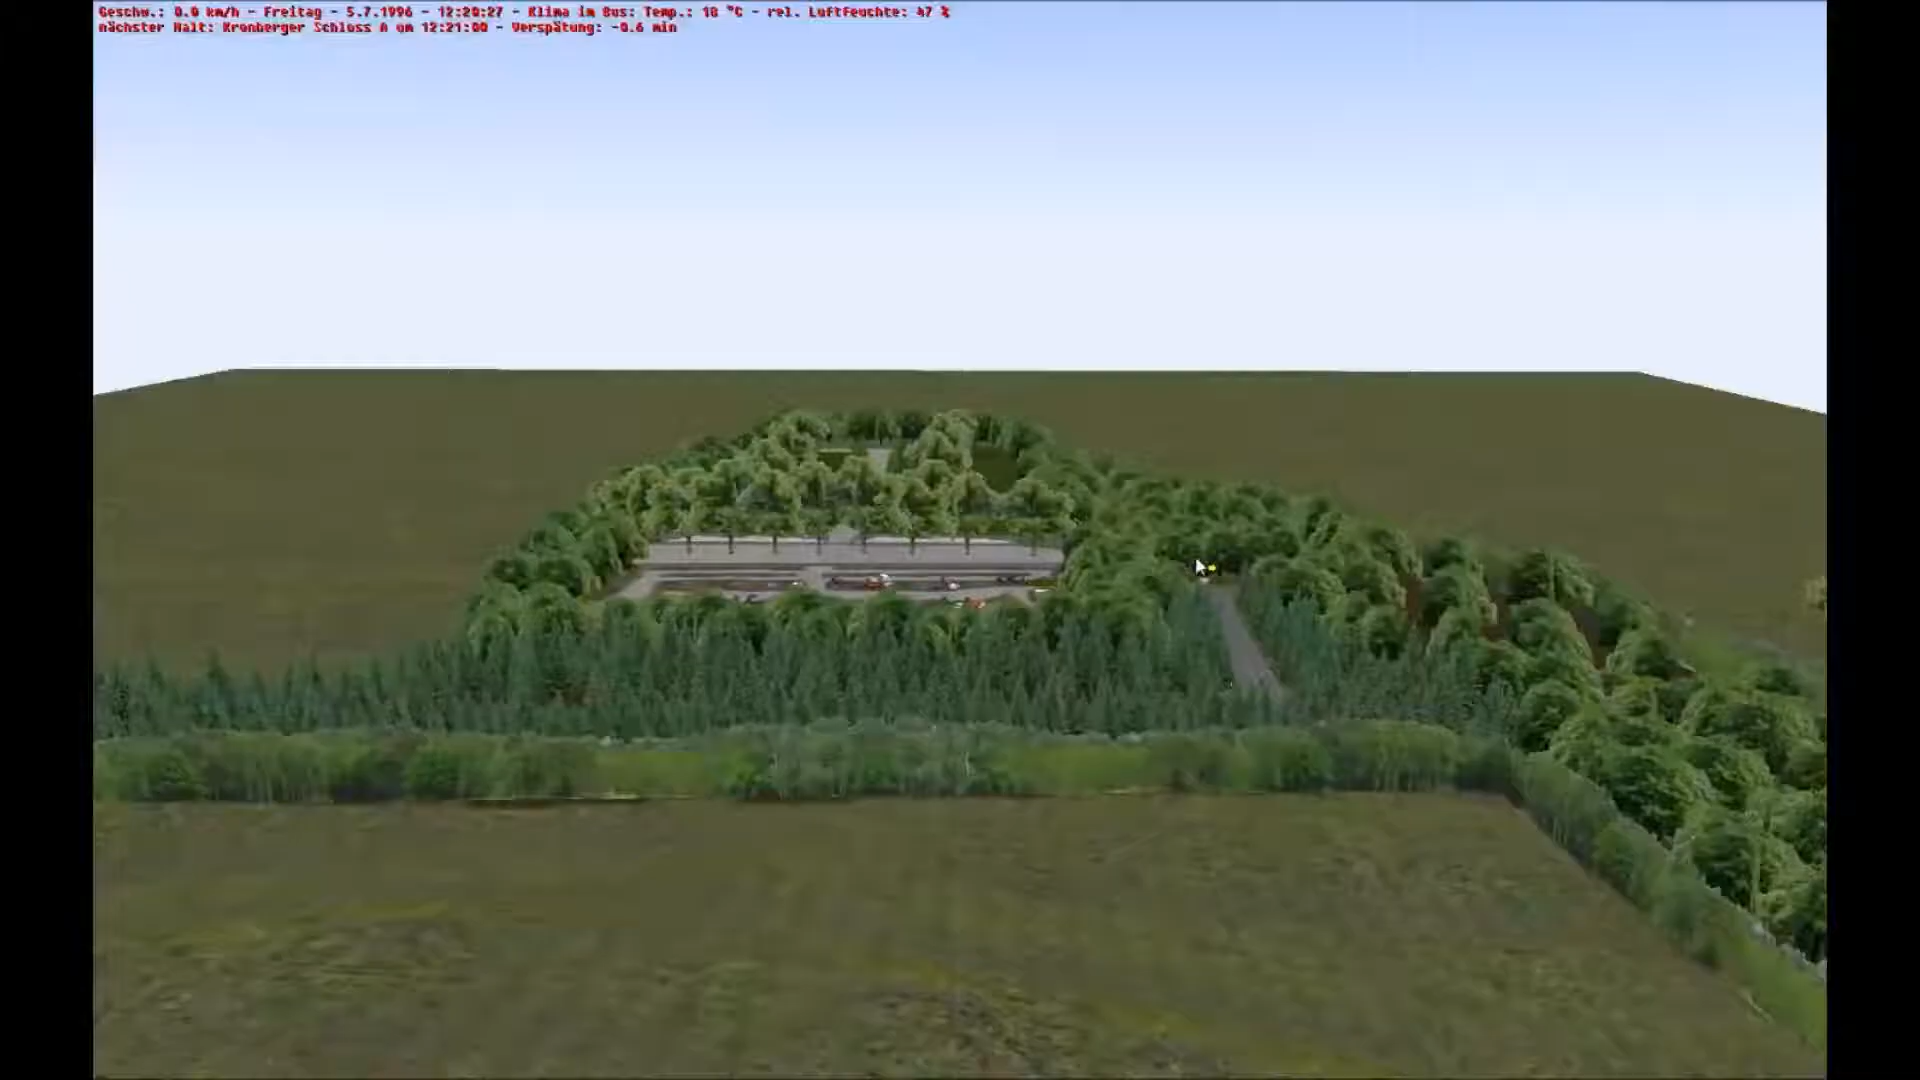 Geschw.: 0.0 km/h - Freitag - 5.7.1996 - 12:20:27 - Klima im Bus: Temp.: 18 °C - rel. Luftfeuchte: 47 %
nächster Halt: Kronberger Schloss A um 12:21:00 - Verspätung: -0.6 min